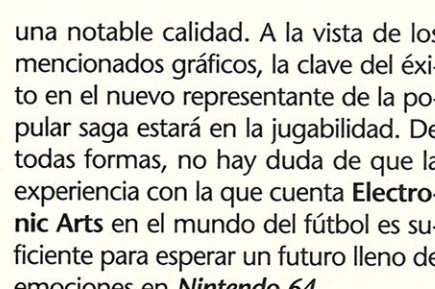 una notable calidad. A la vista de los
mencionados gráficos, la clave del éxi-
to en el nuevo representante de la po-
pular saga estará en la jugabilidad. De
todas formas, no hay duda de que la
experiencia con la que cuenta Electro-
nic Arts en el mundo del fútbol es su-
ficiente para esperar un futuro lleno de
emociones en Nintendo 64.